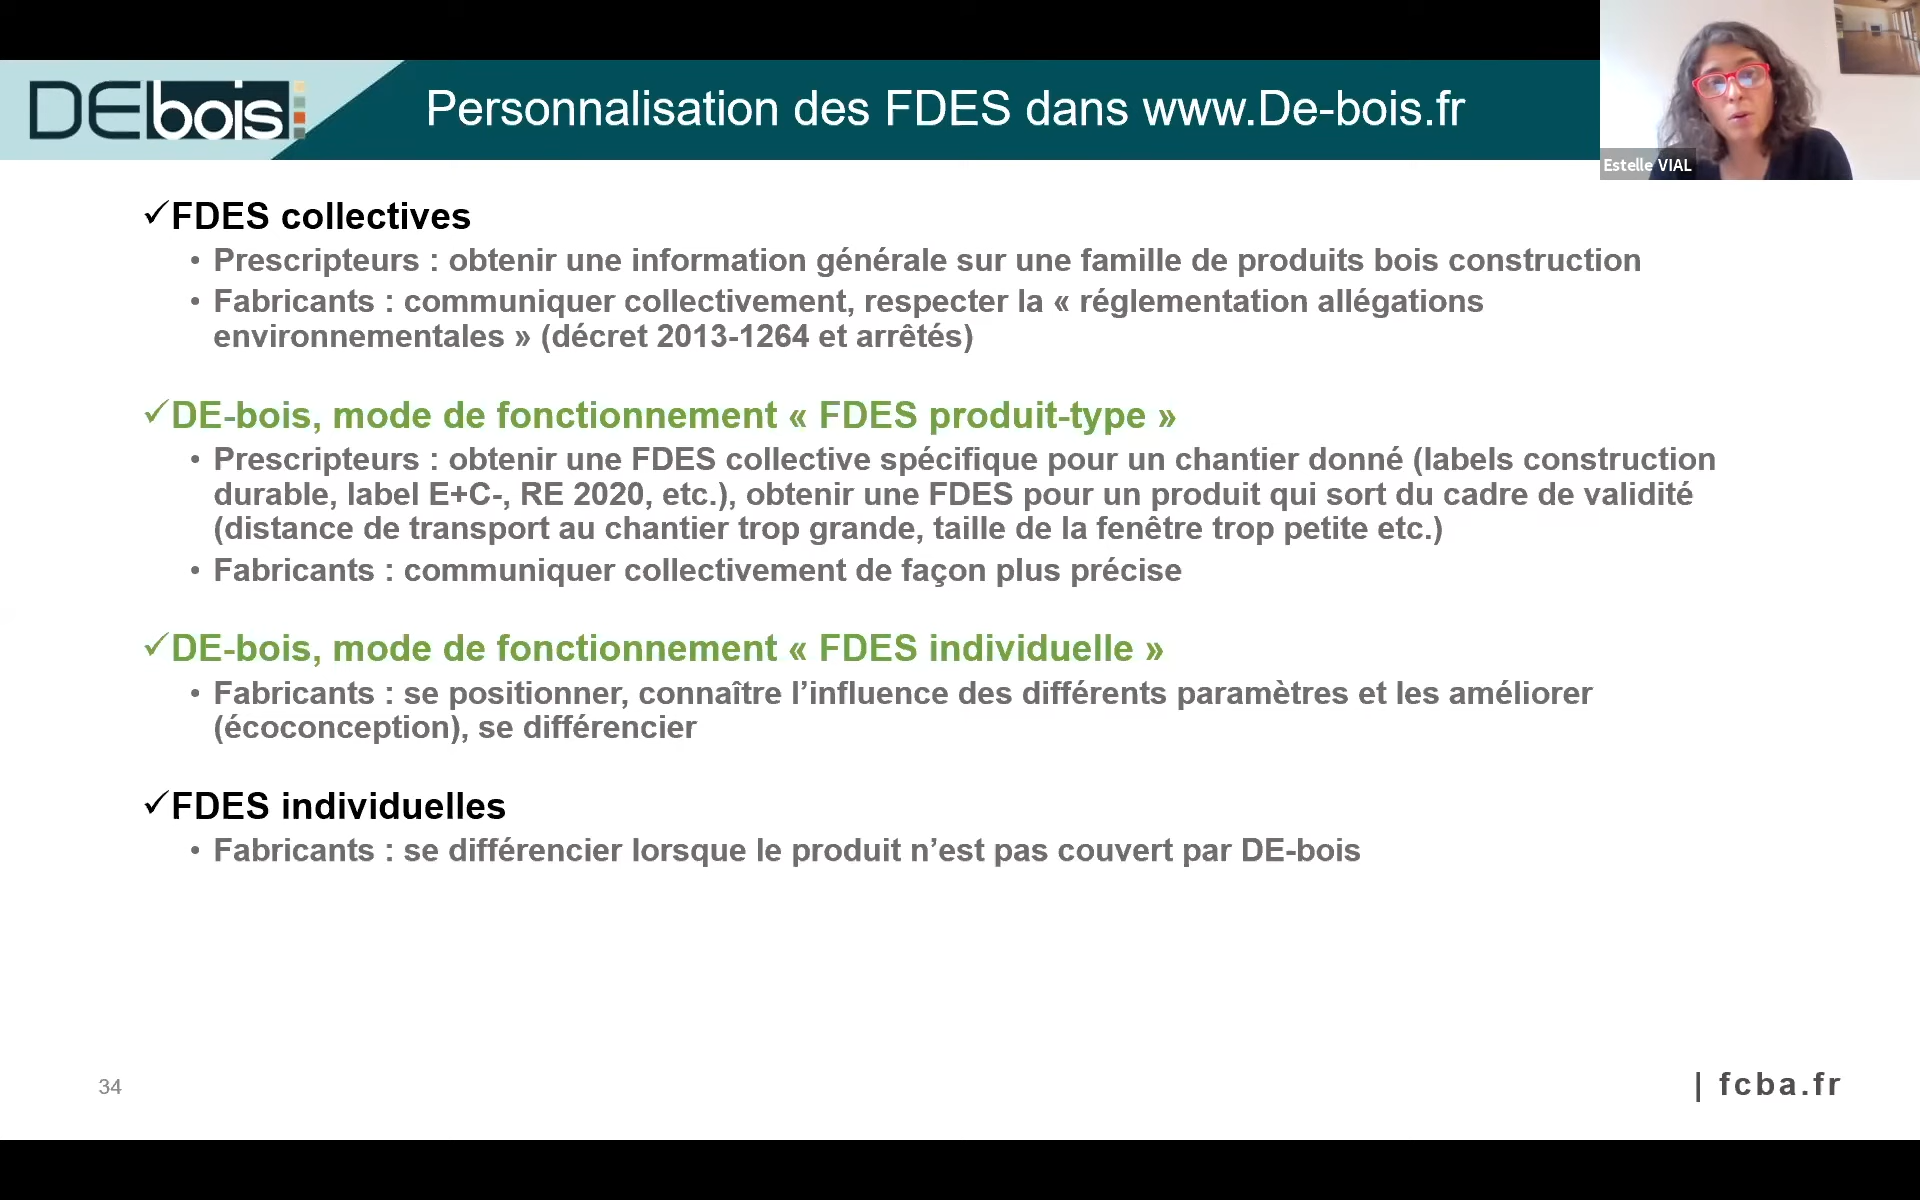 DEbois
Personnalisation des FDES dans www.De-bois.fr
Estelle VIAL
✓FDES collectives
• Prescripteurs : obtenir une information générale sur une famille de produits bois construction
• Fabricants : communiquer collectivement, respecter la « réglementation allégations
environnementales » (décret 2013-1264 et arrêtés)
✓DE-bois, mode de fonctionnement « FDES produit-type »
• Prescripteurs : obtenir une FDES collective spécifique pour un chantier donné (labels construction
durable, label E+C-, RE 2020, etc.), obtenir une FDES pour un produit qui sort du cadre de validité
(distance de transport au chantier trop grande, taille de la fenêtre trop petite etc.)
• Fabricants : communiquer collectivement de façon plus précise
✓DE-bois, mode de fonctionnement « FDES individuelle »
• Fabricants : se positionner, connaître l’influence des différents paramètres et les améliorer
(écoconception), se différencier
✓FDES individuelles
• Fabricants : se différencier lorsque le produit n’est pas couvert par DE-bois
34
| fcba.fr